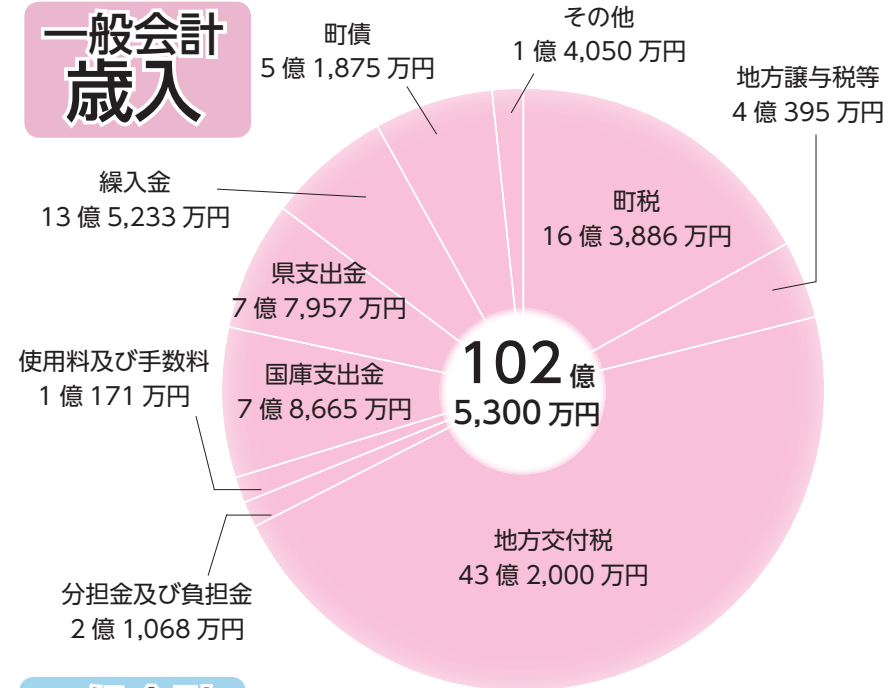 一般会計
歳入
町債
5億1,875万円
その他
1億4,050万円
地方譲与税等
4億395万円
町税
16億3,886万円
繰入金
13億5,233万円
県支出金
7億7,957万円
使用料及び手数料
1億171万円
国庫支出金
7億8,665万円
102億
5,300万円
地方交付税
43億2,000万円
分担金及び負担金
2億1,068万円